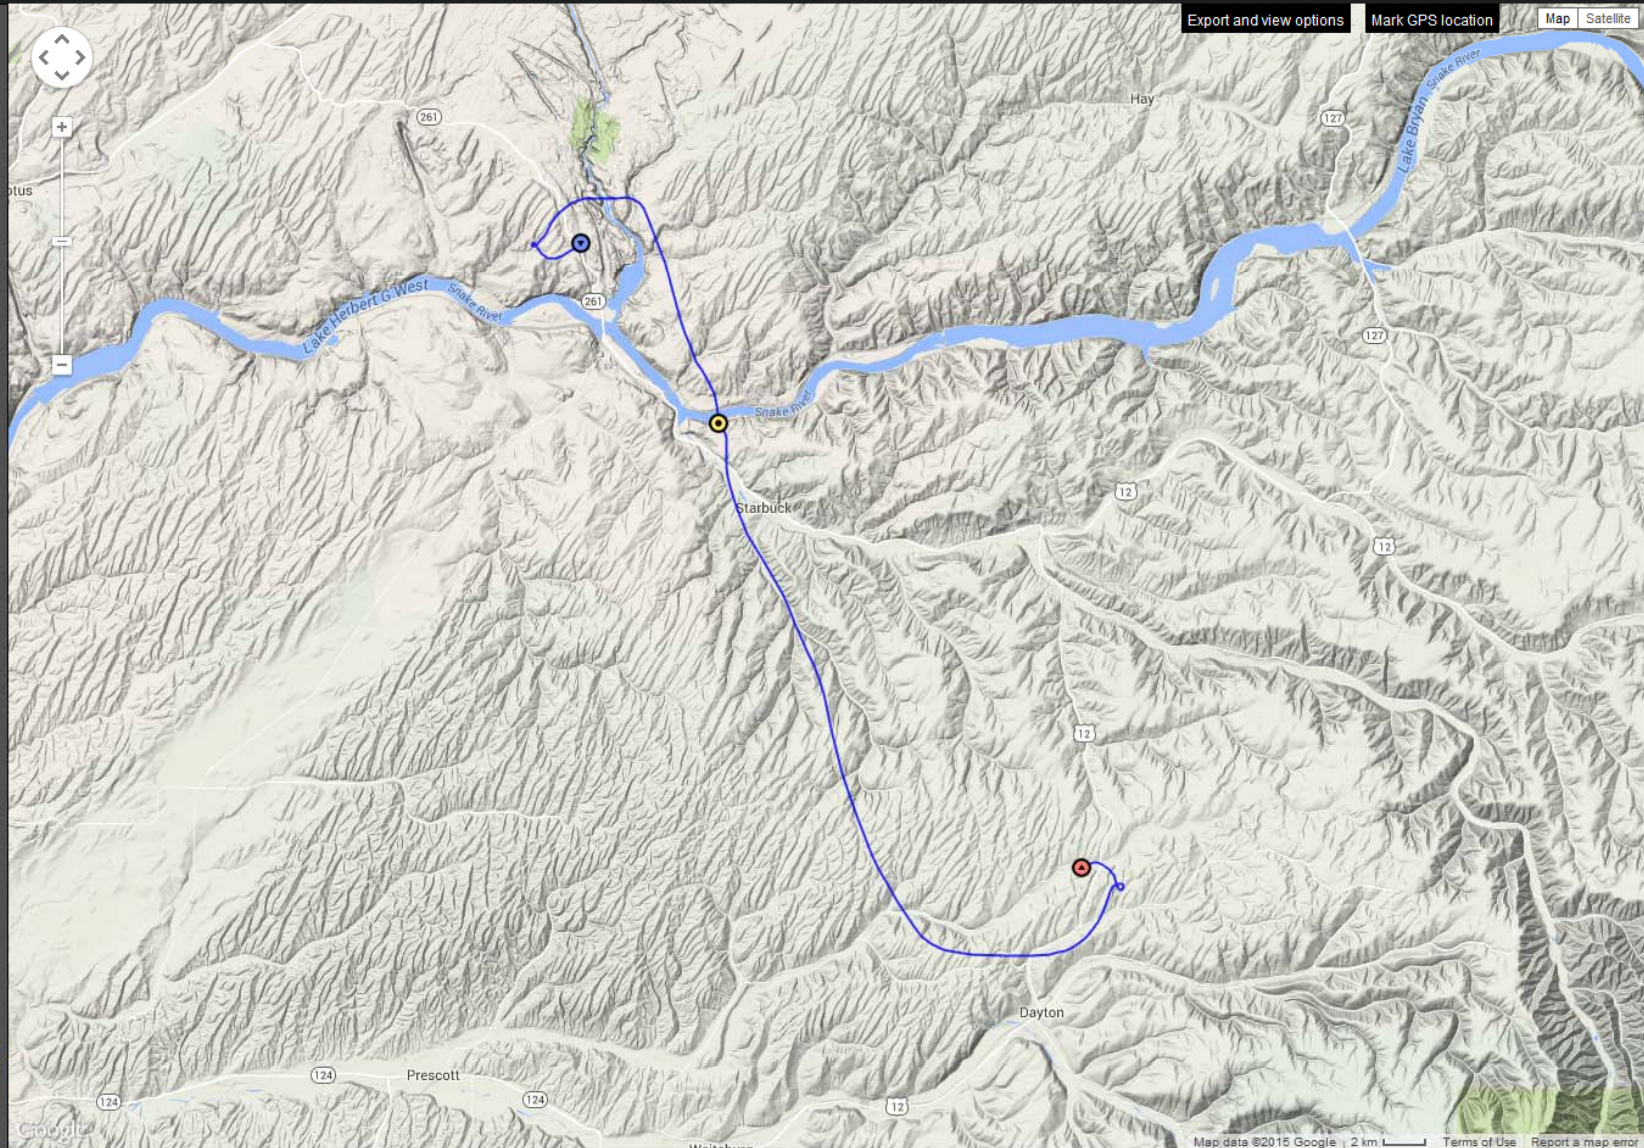 Export and view options
Mark GPS location
Map
Satellite
Snake River
Hay
Lake Bryan
261
127
otus
Lake Herbert G West
Snake River
261
127
Snake River
12
Starbuck
12
12
Dayton
124
Prescott
124
124
12
Google
Map data ©2015 Google
2 km
Terms of Use
Report a map error